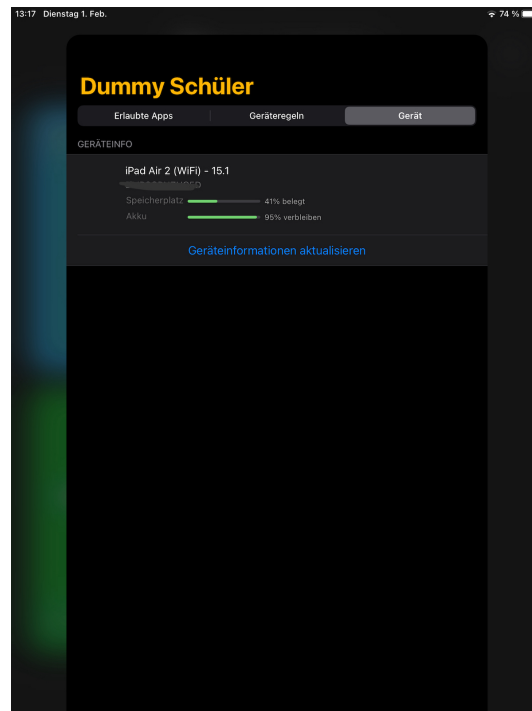 13:17 Dienstag 1. Feb. 74 %
Dummy Schüler
Erlaubte Apps Geräteregeln Gerät
GERÄTEINFO
iPad Air 2 (WiFi) - 15.1
Speicherplatz 41% belegt
Akku 95% verbleiben
Geräteinformationen aktualisieren